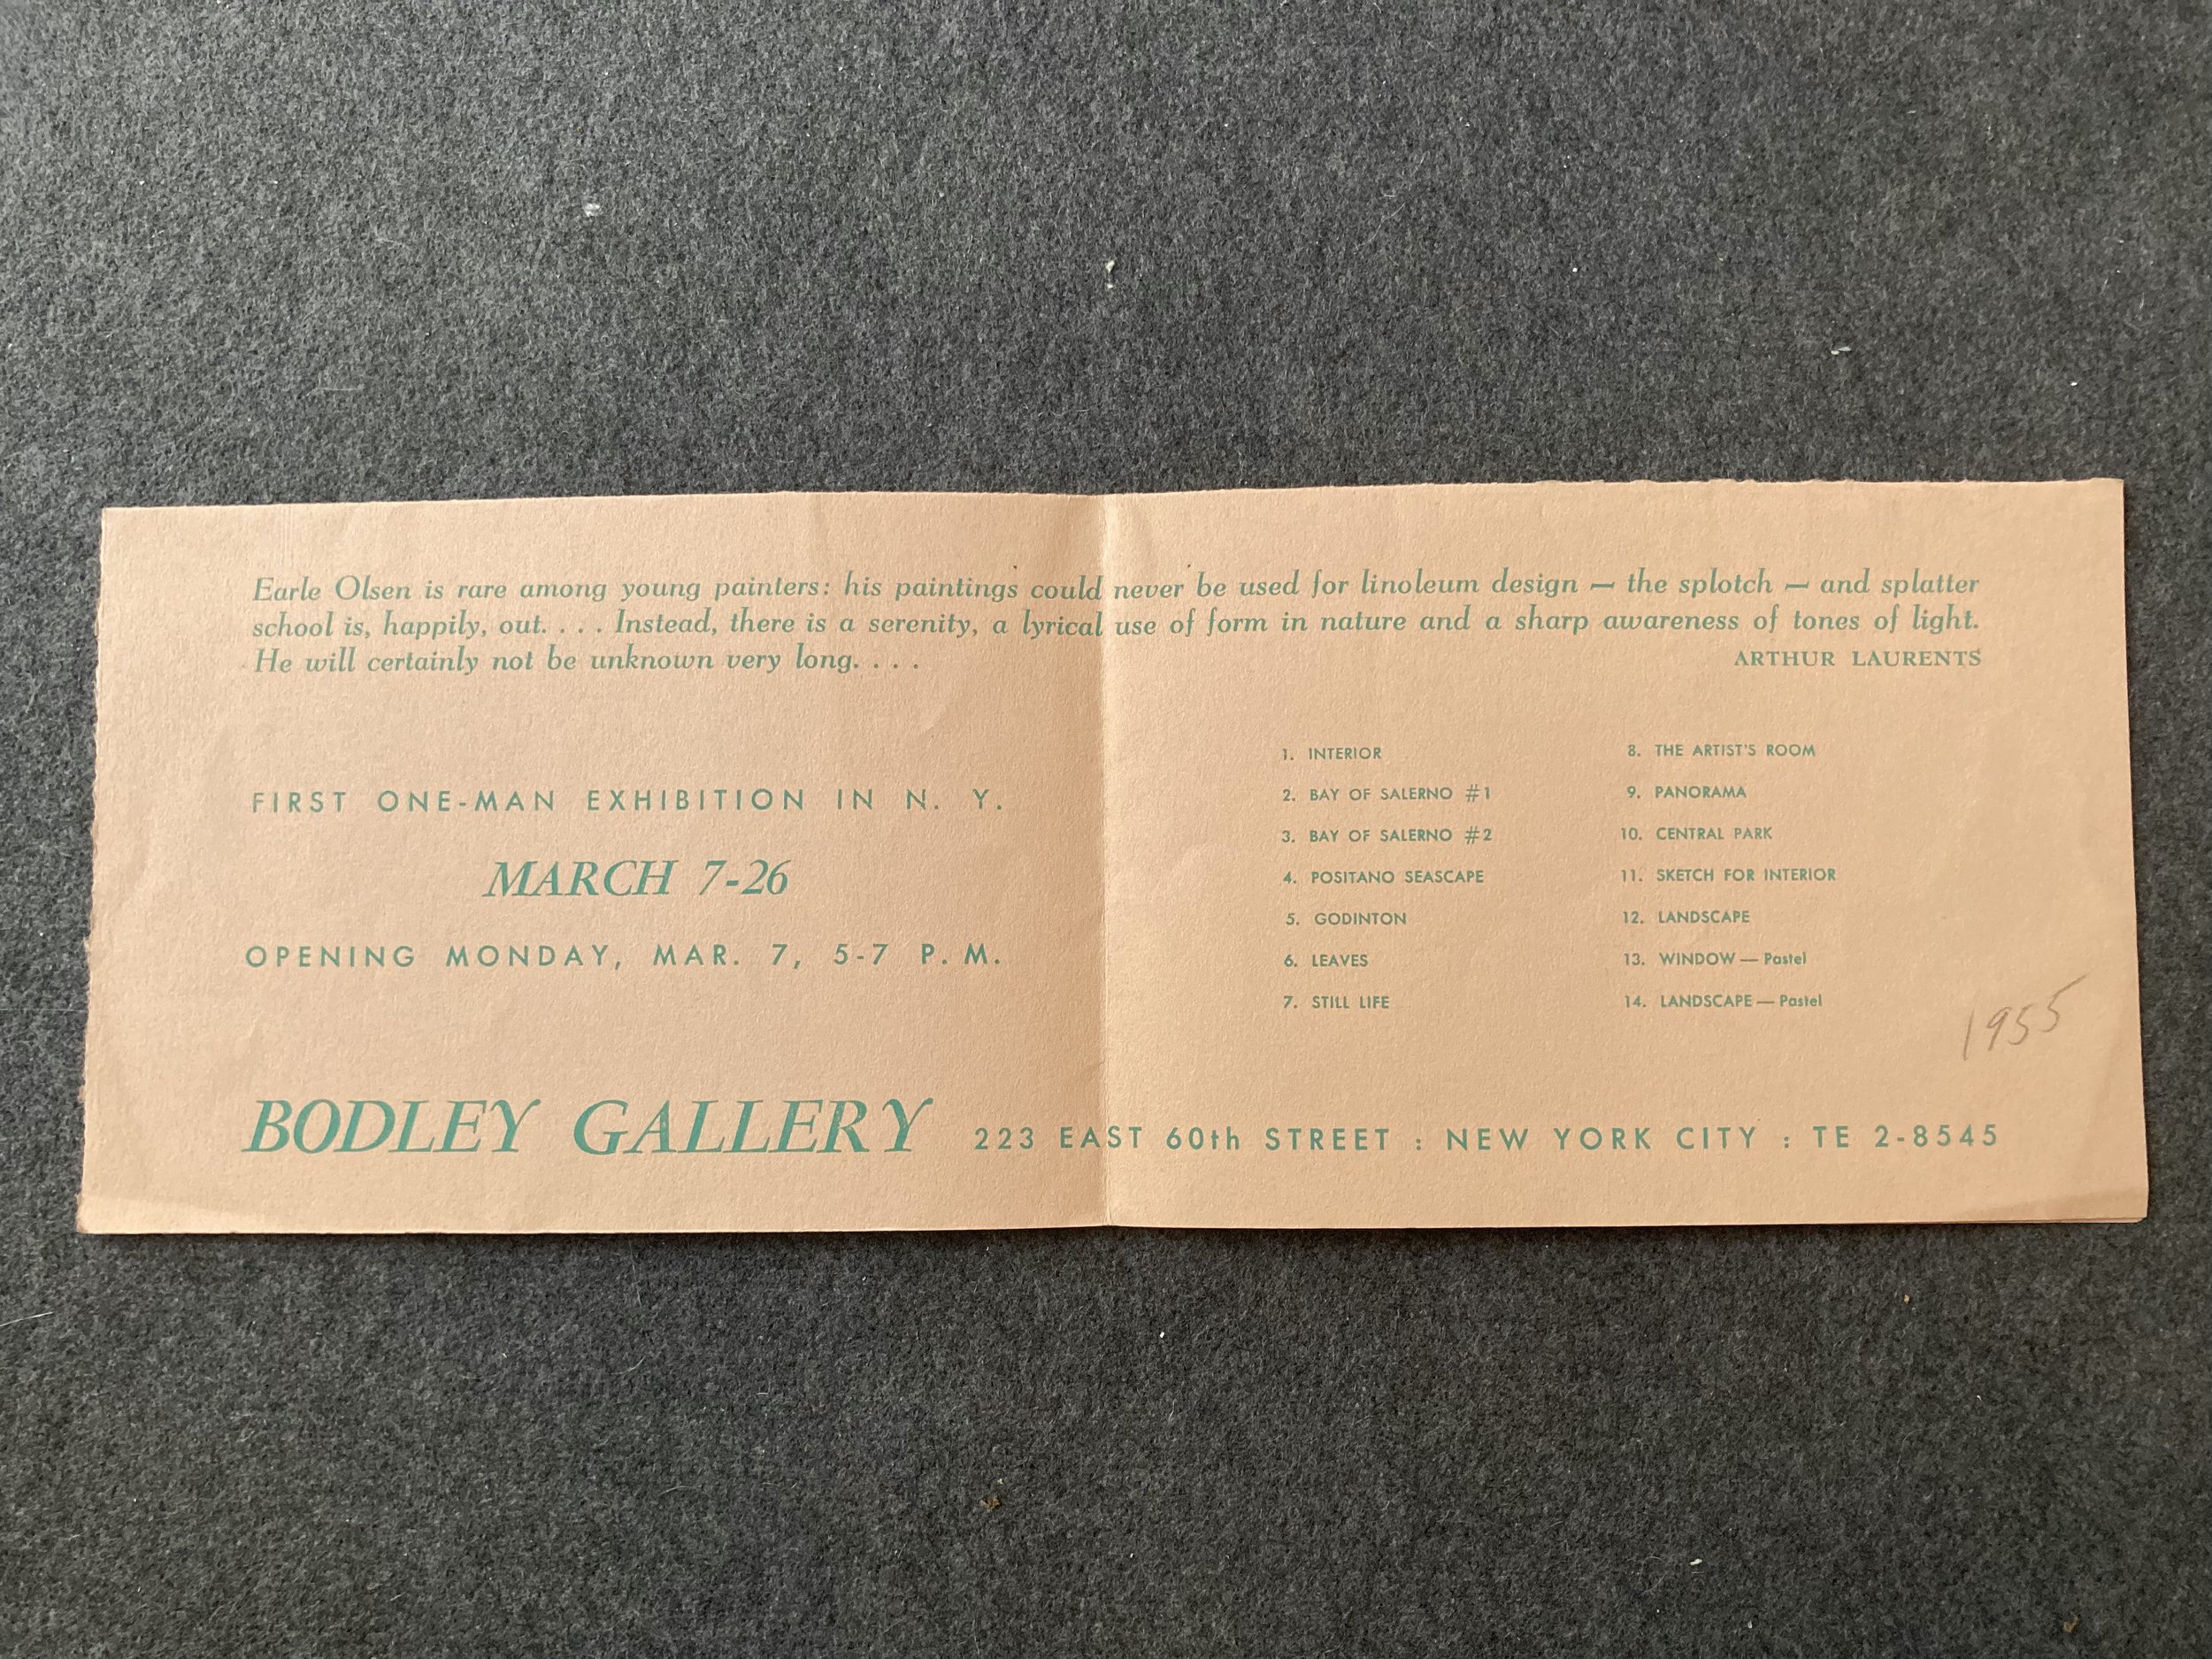 Earle Olsen is rare among young painters: his paintings could never be used for linoleum design — the splotch — and splatter
school is, happily, out. . . . Instead, there is a serenity, a lyrical use of form in nature and a sharp awareness of tones of light.
He will certainly not be unknown very long. . . .
ARTHUR LAURENTS
FIRST ONE-MAN EXHIBITION IN N. Y.
MARCH 7-26
OPENING MONDAY, MAR. 7, 5-7 P. M.
1. INTERIOR
2. BAY OF SALERNO #1
3. BAY OF SALERNO #2
4. POSITANO SEASCAPE
5. GODINTON
6. LEAVES
7. STILL LIFE
8. THE ARTIST'S ROOM
9. PANORAMA
10. CENTRAL PARK
11. SKETCH FOR INTERIOR
12. LANDSCAPE
13. WINDOW — Pastel
14. LANDSCAPE — Pastel
1955
BODLEY GALLERY 223 EAST 60th STREET : NEW YORK CITY : TE 2-8545